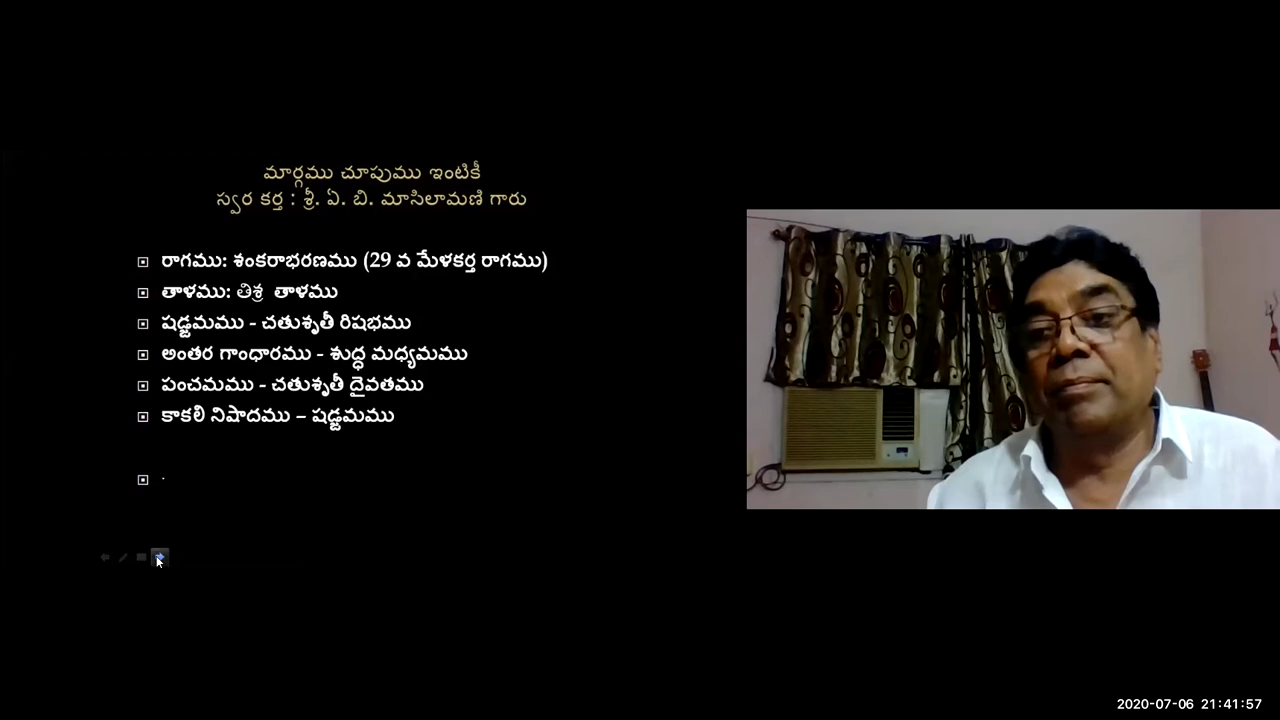 మార్గము చూపుము ఇంటికీ
స్వర కర్త : శ్రీ. ఏ. బి. మాసిలామణి గారు
రాగము: శంకరాభరణము (29 వ మేళకర్త రాగము)
తాళము: తిశ్ర తాళము
షడ్జమము - చతుశృతీ రిషభము
అంతర గాంధారము - శుద్ధ మధ్యమము
పంచమము - చతుశృతీ దైవతము
కాకలి నిషాదము – షడ్జమము
.
2020-07-06 21:41:57